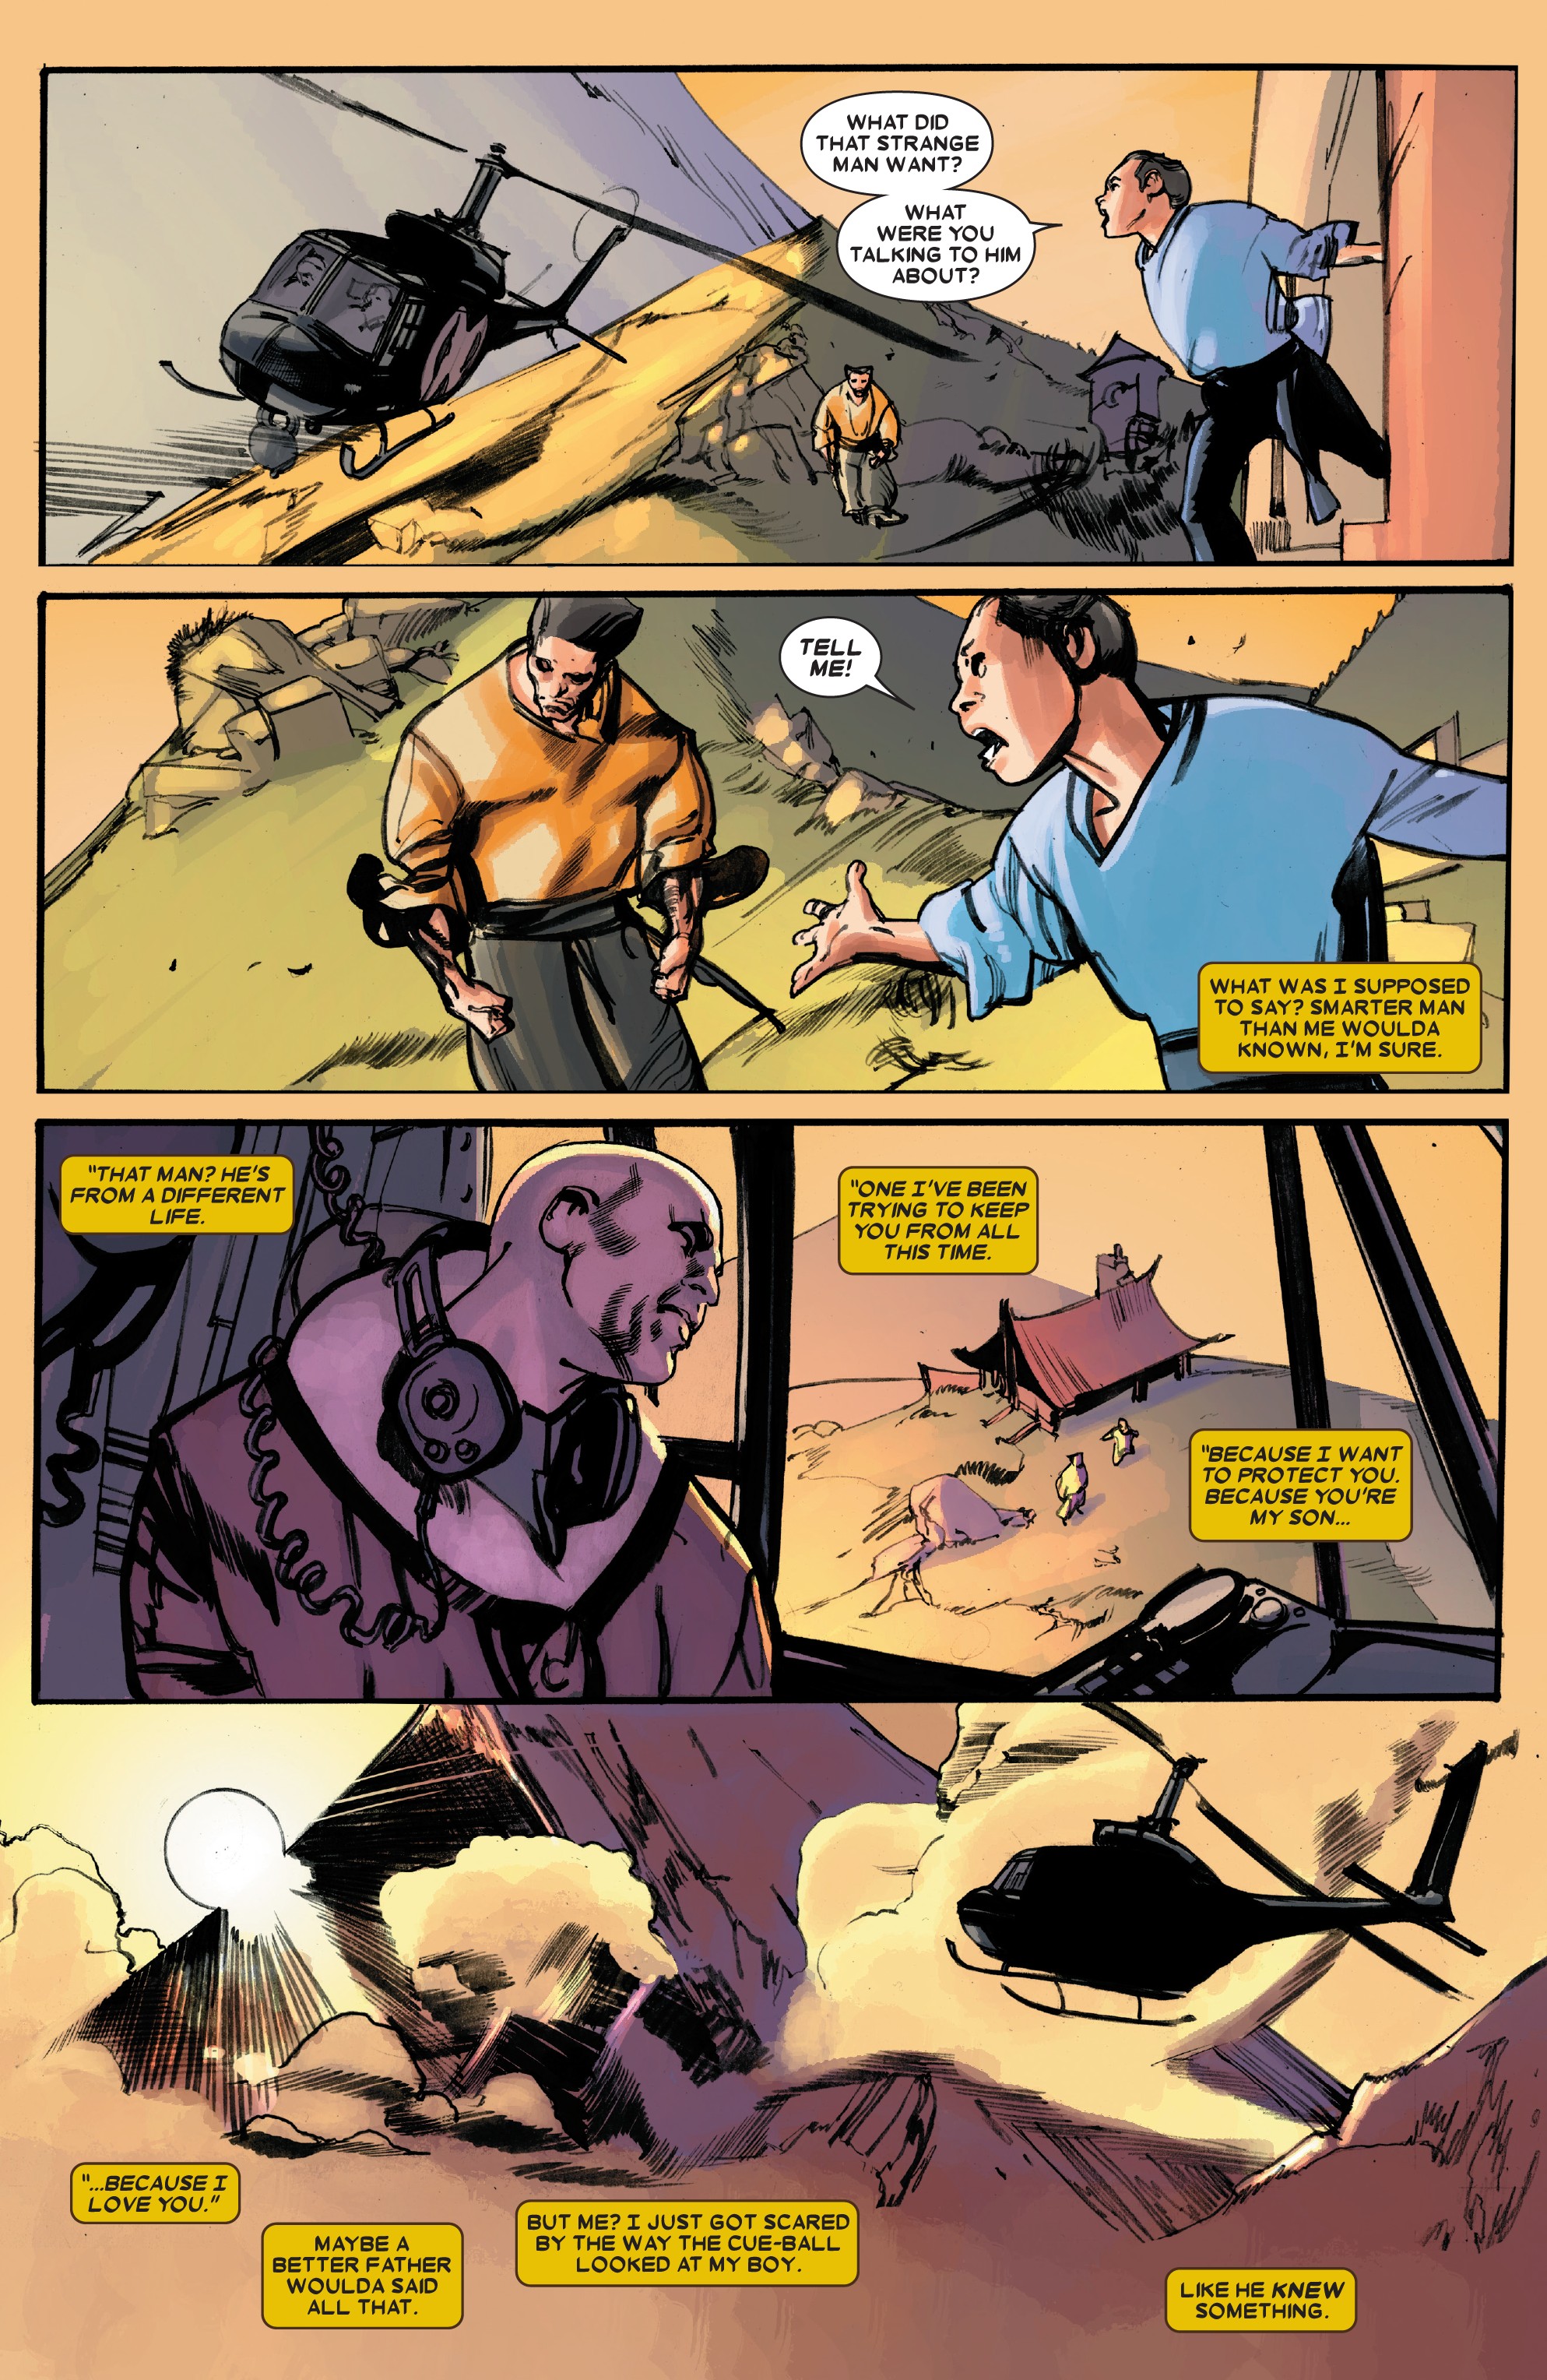 WHAT DID
THAT STRANGE
MAN WANT?
WHAT
WERE YOU
TALKING TO HIM
ABOUT?
TELL
ME!
WHAT WAS I SUPPOSED
TO SAY? SMARTER MAN
THAN ME WOULDA
KNOWN, I'M SURE.
"THAT MAN? HE'S
FROM A DIFFERENT
LIFE.
"ONE I'VE BEEN
TRYING TO KEEP
YOU FROM ALL
THIS TIME.
"BECAUSE I WANT
TO PROTECT YOU.
BECAUSE YOU'RE
MY SON...
"...BECAUSE I
LOVE YOU."
MAYBE A
BETTER FATHER
WOULDA SAID
ALL THAT.
BUT ME? I JUST GOT SCARED
BY THE WAY THE CUE-BALL
LOOKED AT MY BOY.
LIKE HE KNEW
SOMETHING.